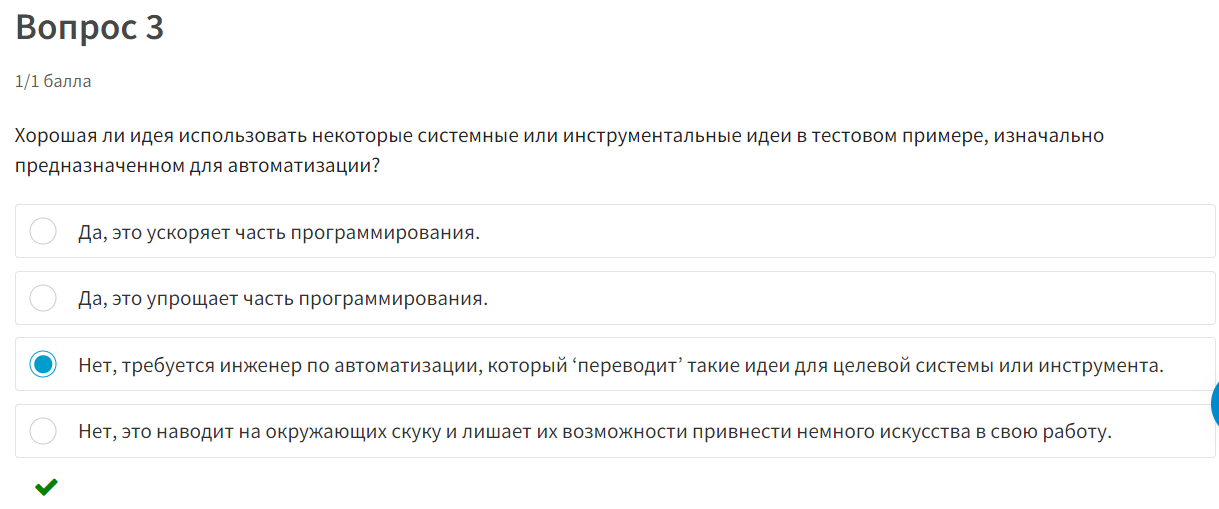 Вопрос 3
1/1 балла
Хорошая ли идея использовать некоторые системные или инструментальные идеи в тестовом примере, изначально
предназначенном для автоматизации?
Да, это ускоряет часть программирования.
Да, это упрощает часть программирования.
Нет, требуется инженер по автоматизации, который ‘переводит’ такие идеи для целевой системы или инструмента.
Нет, это наводит на окружающих скуку и лишает их возможности привнести немного искусства в свою работу.